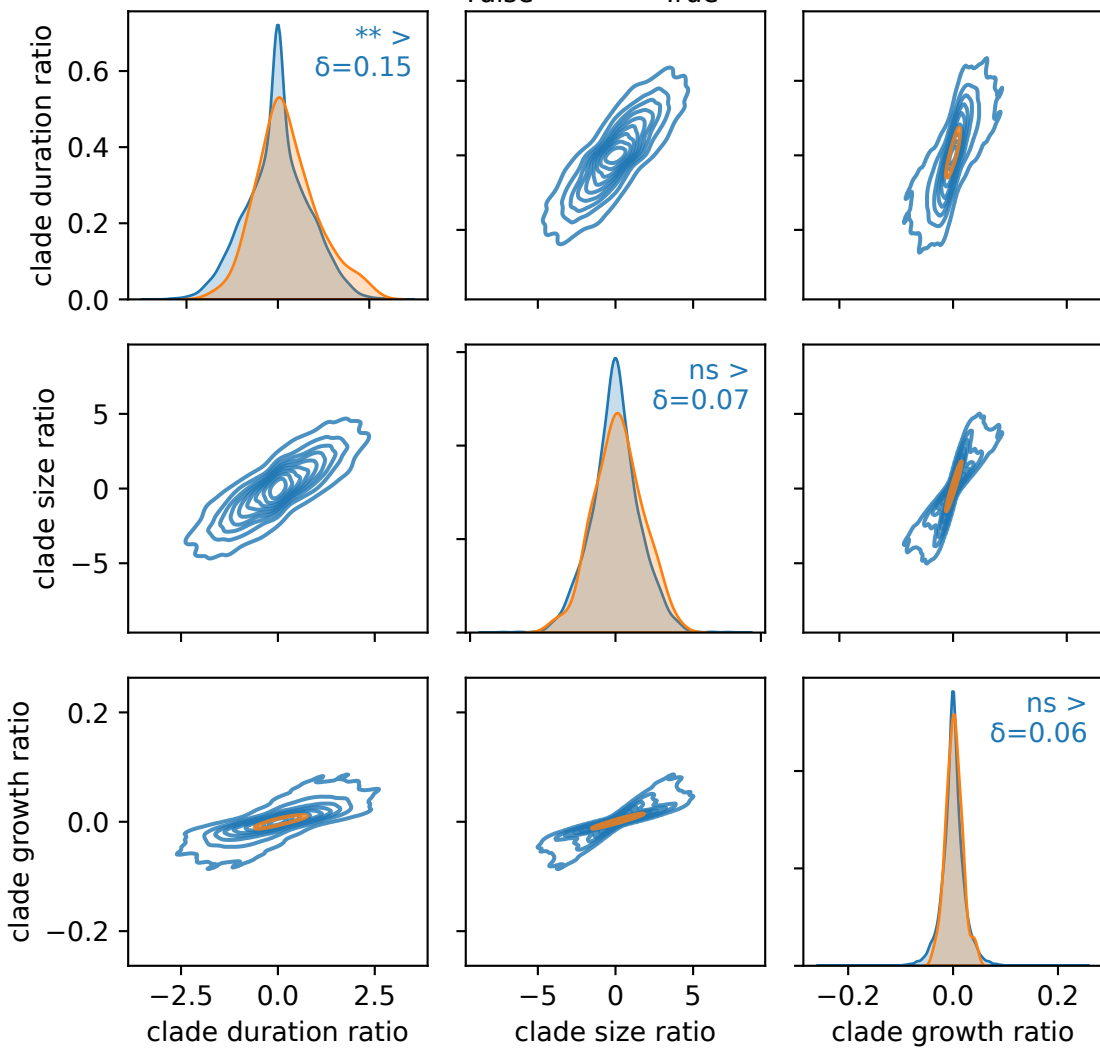 ** >
δ=0.15
clade duration ratio
0.6
0.4
0.2
0.0
ns >
δ=0.07
clade size ratio
5
0
−5
ns >
δ=0.06
clade growth ratio
0.2
0.0
−0.2
−2.5 0.0 2.5 −5 0 5 −0.2 0.0 0.2
clade duration ratio clade size ratio clade growth ratio